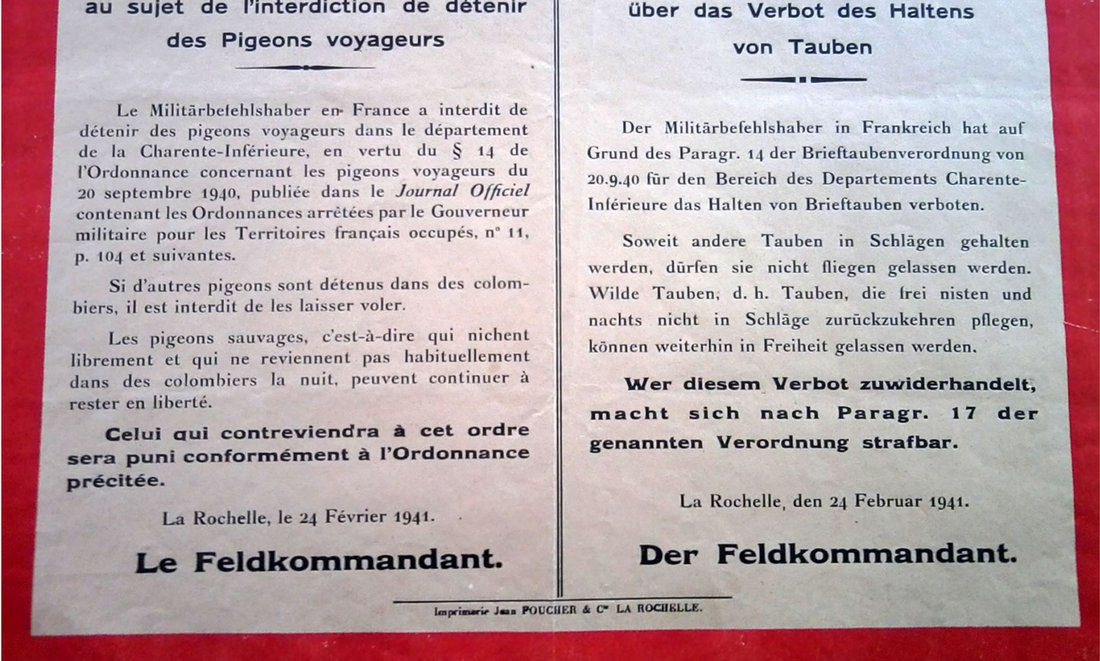 au sujet de l'interdiction de détenir
des Pigeons voyageurs
Le Militärbefehlshaber en France a interdit de
détenir des pigeons voyageurs dans le département
de la Charente-Inférieure, en vertu du § 14 de
l'Ordonnance concernant les pigeons voyageurs du
20 septembre 1940, publiée dans le Journal Officiel
contenant les Ordonnances arrêtées par le Gouverneur
militaire pour les Territoires français occupés, n° 11,
p. 104 et suivantes.
Si d'autres pigeons sont détenus dans des colom-
biers, il est interdit de les laisser voler.
Les pigeons sauvages, c'est-à-dire qui nichent
librement et qui ne reviennent pas habituellement
dans des colombiers la nuit, peuvent continuer à
rester en liberté.
Celui qui contreviendra à cet ordre
sera puni conformément à l'Ordonnance
précitée.
La Rochelle, le 24 Février 1941.
Le Feldkommandant.
über das Verbot des Haltens
von Tauben
Der Militärbefehlshaber in Frankreich hat auf
Grund des Paragr. 14 der Brieftaubenverordnung von
20.9.40 für den Bereich des Departements Charente-
Inférieure das Halten von Brieftauben verboten.
Soweit andere Tauben in Schlägen gehalten
werden, dürfen sie nicht fliegen gelassen werden.
Wilde Tauben, d. h. Tauben, die frei nisten und
nachts nicht in Schläge zurückzukehren pflegen,
können weiterhin in Freiheit gelassen werden.
Wer diesem Verbot zuwiderhandelt,
macht sich nach Paragr. 17 der
genannten Verordnung strafbar.
La Rochelle, den 24 Februar 1941.
Der Feldkommandant.
Imprimerie Jean POUCHER & Cie LA ROCHELLE.